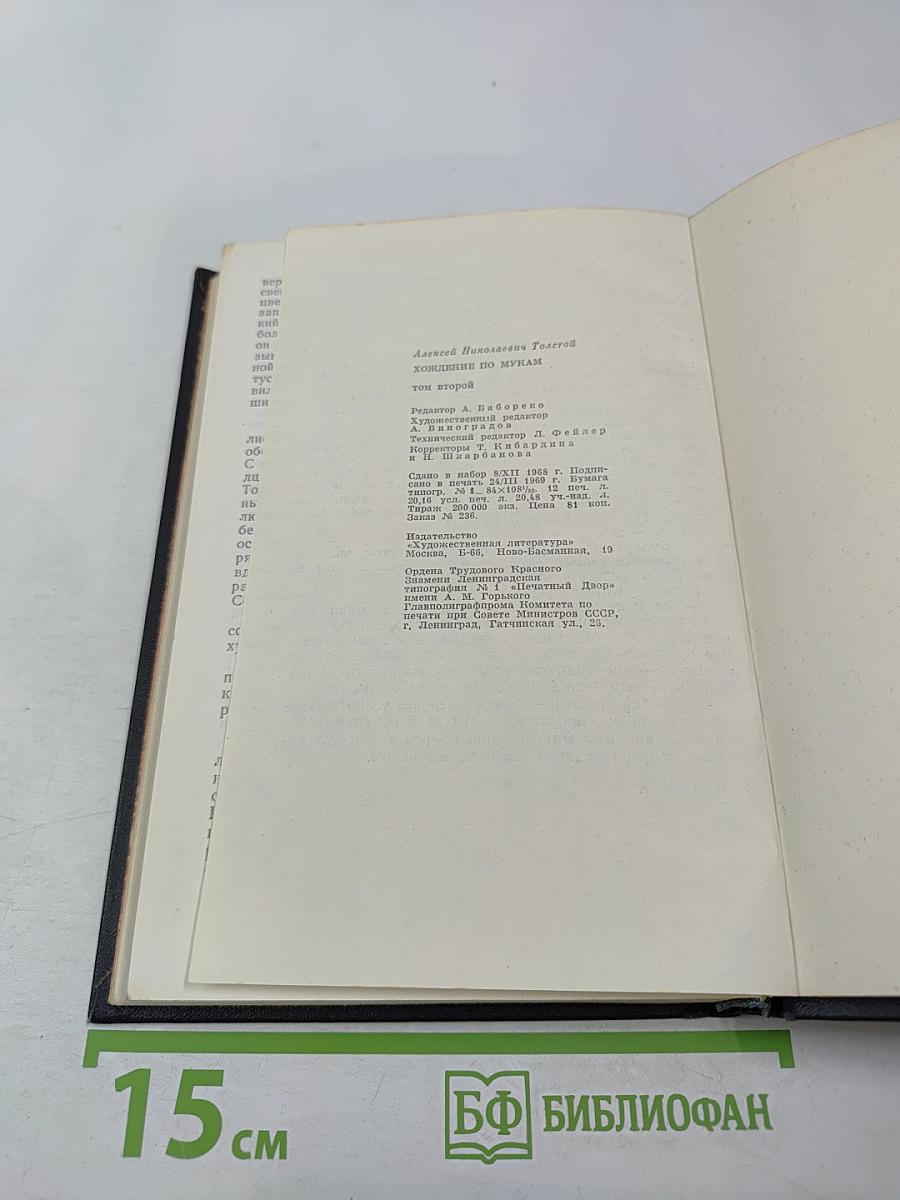 Алексей Николаевич Толстой
ХОЖДЕНИЕ ПО МУКАМ
том второй
Редактор А. Бабореко
Художественный редактор
А. Виноградов
Технический редактор Л. Фейлер
Корректоры Т. Кибардина
и Н. Шкарбанова
Сдано в набор 8/XII 1968 г. Подпи-
сано в печать 24/III 1969 г. Бумага
типогр. № 1 — 84×108¹/₃₂. 12 печ. л.
20,16 усл. печ. л. 20,48 уч.-изд. л.
Тираж 200 000 экз. Цена 81 коп.
Заказ № 236.
Издательство
«Художественная литература»
Москва, Б-66, Ново-Басманная, 19
Ордена Трудового Красного
Знамени Ленинградская
типография № 1 «Печатный Двор»
имени А. М. Горького
Главполиграфпрома Комитета по
печати при Совете Министров СССР,
г. Ленинград, Гатчинская ул., 26.
15 см
БФ БИБЛИОФАН